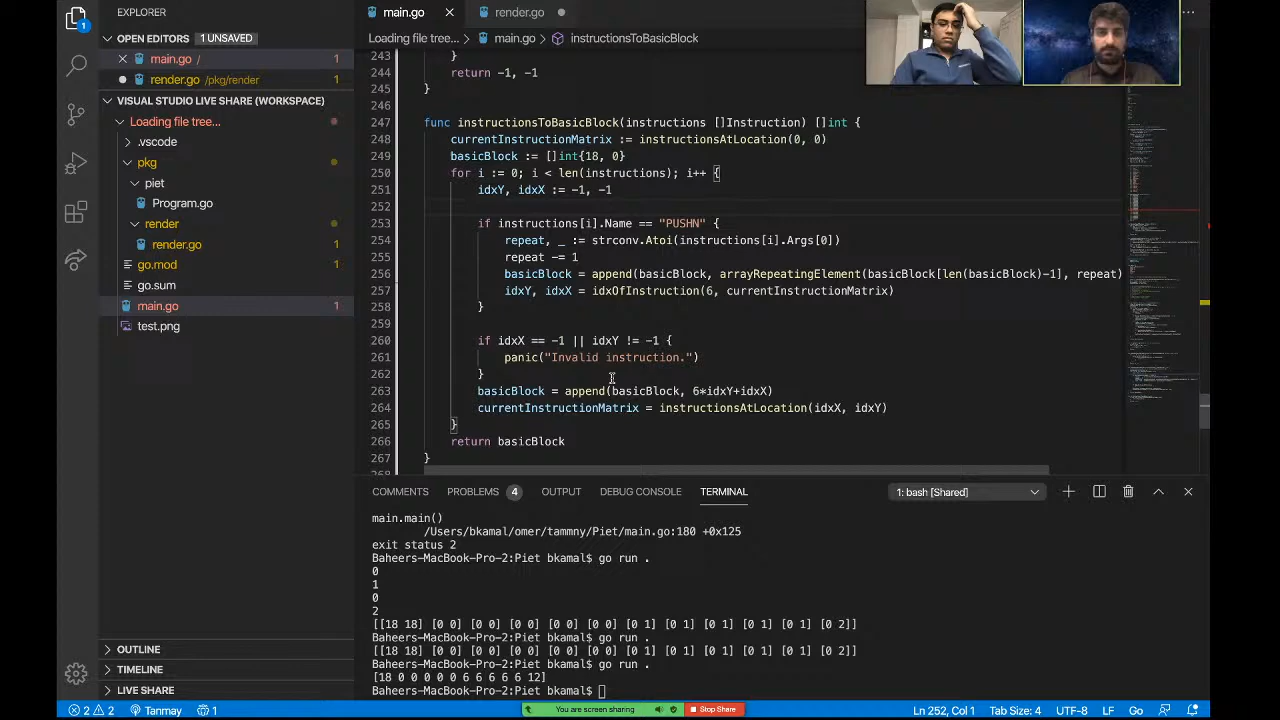 EXPLORER
OPEN EDITORS 1 UNSAVED
main.go / 1
render.go /pkg/render 1
VISUAL STUDIO LIVE SHARE (WORKSPACE)
Loading file tree...
.vscode
pkg
piet
Program.go
render
render.go
go.mod
go.sum
main.go 1
test.png
OUTLINE
TIMELINE
LIVE SHARE
main.go
render.go
Loading file tree... > main.go > instructionsToBasicBlock
243 }
244 return -1, -1
245 }
246
247 func instructionsToBasicBlock(instructions []Instruction) []int {
248 currentInstructionMatrix := instructionsAtLocation(0, 0)
249 basicBlock := []int{18, 0}
250 for i := 0; i < len(instructions); i++ {
251 idxY, idxX := -1, -1
252
253 if instructions[i].Name == "PUSHN" {
254 repeat, _ := strconv.Atoi(instructions[i].Args[0])
255 repeat -= 1
256 basicBlock = append(basicBlock, arrayRepeatingElement(basicBlock[len(basicBlock)-1], repeat)
257 idxY, idxX = idxOfInstruction(6, currentInstructionMatrix)
258 }
259
260 if idxX == -1 || idxY != -1 {
261 panic("Invalid instruction.")
262 }
263 basicBlock = append(basicBlock, 6*idxY+idxX)
264 currentInstructionMatrix = instructionsAtLocation(idxX, idxY)
265 }
266 return basicBlock
267 }
268
COMMENTS PROBLEMS 4 OUTPUT DEBUG CONSOLE TERMINAL 1: bash [Shared]
main.main()
/Users/bkamal/omer/tammny/Piet/main.go:180 +0x125
exit status 2
Baheers-MacBook-Pro-2:Piet bkamal$ go run .
0
1
0
2
[[18 18] [0 0] [0 0] [0 0] [0 0] [0 1] [0 1] [0 1] [0 1] [0 1] [0 2]]
Baheers-MacBook-Pro-2:Piet bkamal$ go run .
[[18 18] [0 0] [0 0] [0 0] [0 0] [0 1] [0 1] [0 1] [0 1] [0 1] [0 2]]
Baheers-MacBook-Pro-2:Piet bkamal$ go run .
[18 0 0 0 0 0 6 6 6 6 6 12]
Baheers-MacBook-Pro-2:Piet bkamal$
2 2 Tanmay 1 You are screen sharing Stop Share Ln 252, Col 1 Tab Size: 4 UTF-8 LF Go